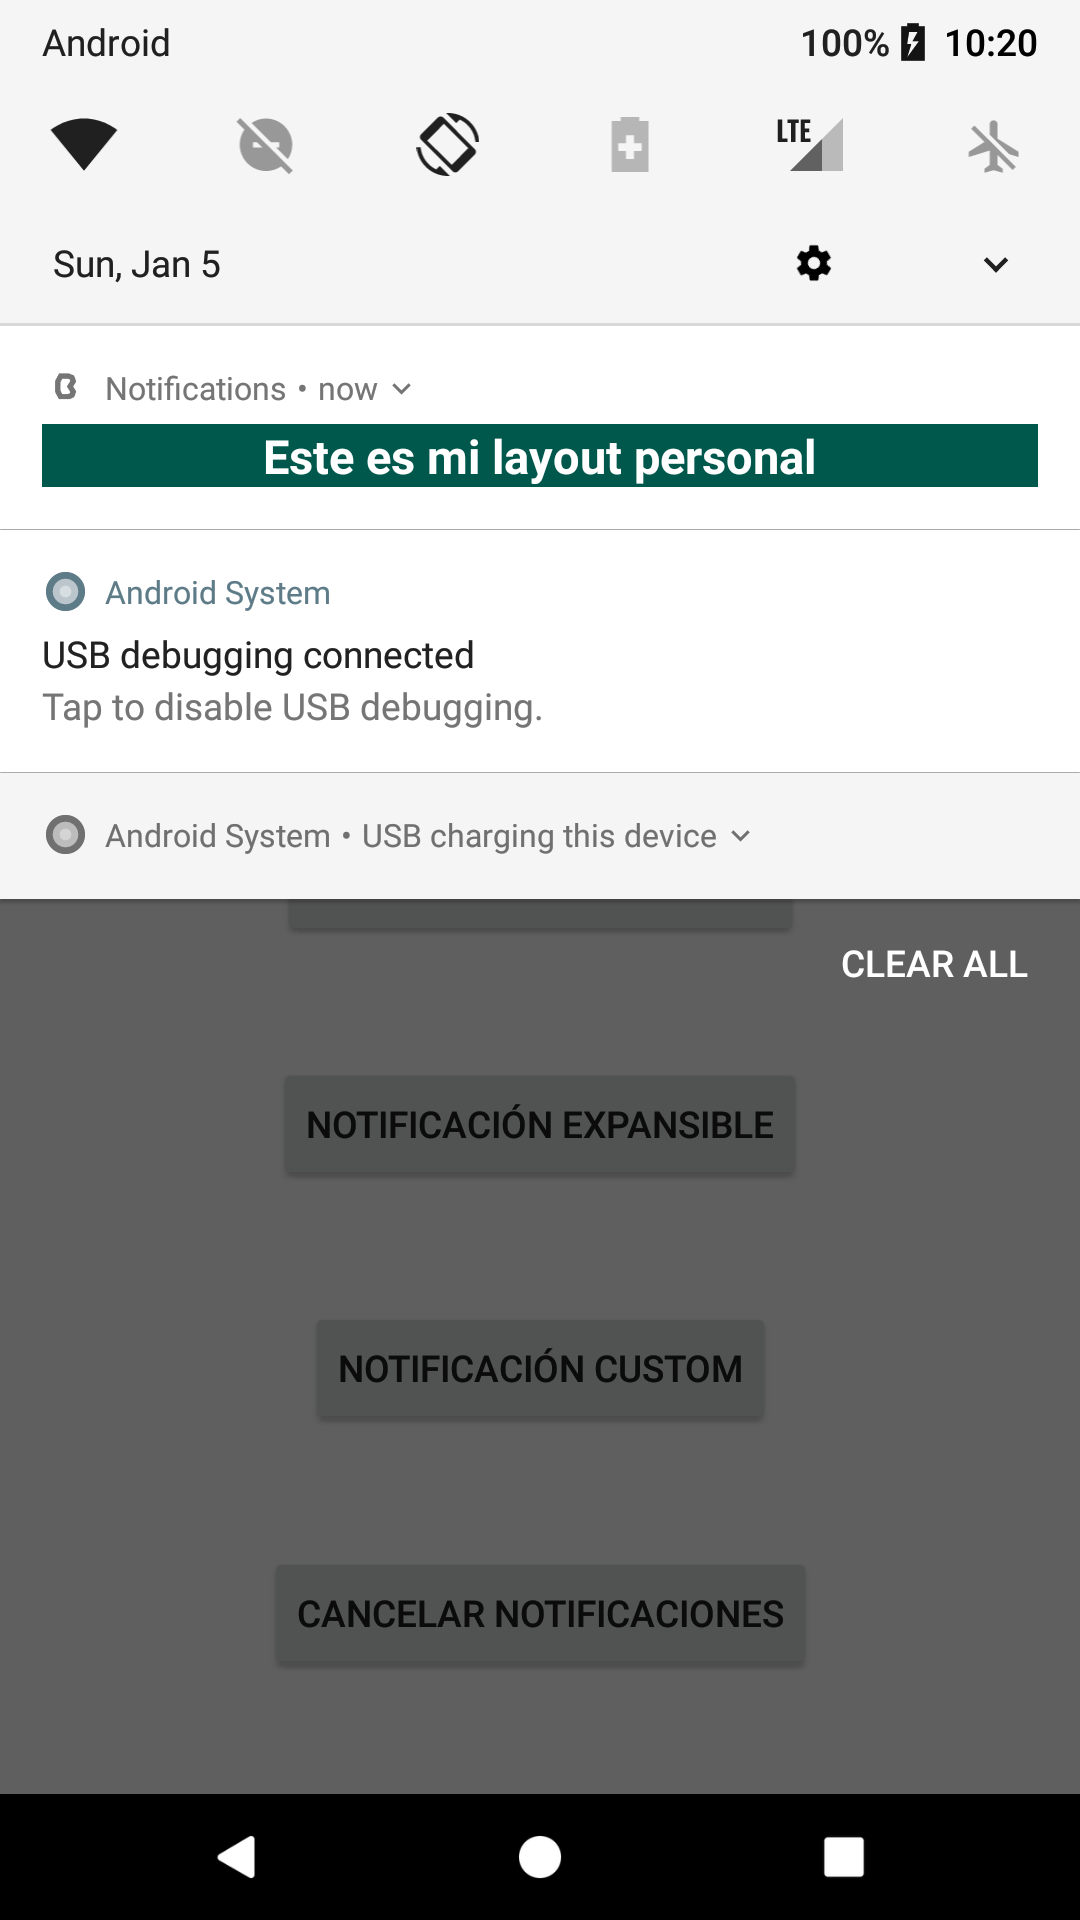 Android 100% 10:20
LTE
Sun, Jan 5
Notifications • now
Este es mi layout personal
Android System
USB debugging connected
Tap to disable USB debugging.
Android System • USB charging this device
CLEAR ALL
NOTIFICACIÓN EXPANSIBLE
NOTIFICACIÓN CUSTOM
CANCELAR NOTIFICACIONES